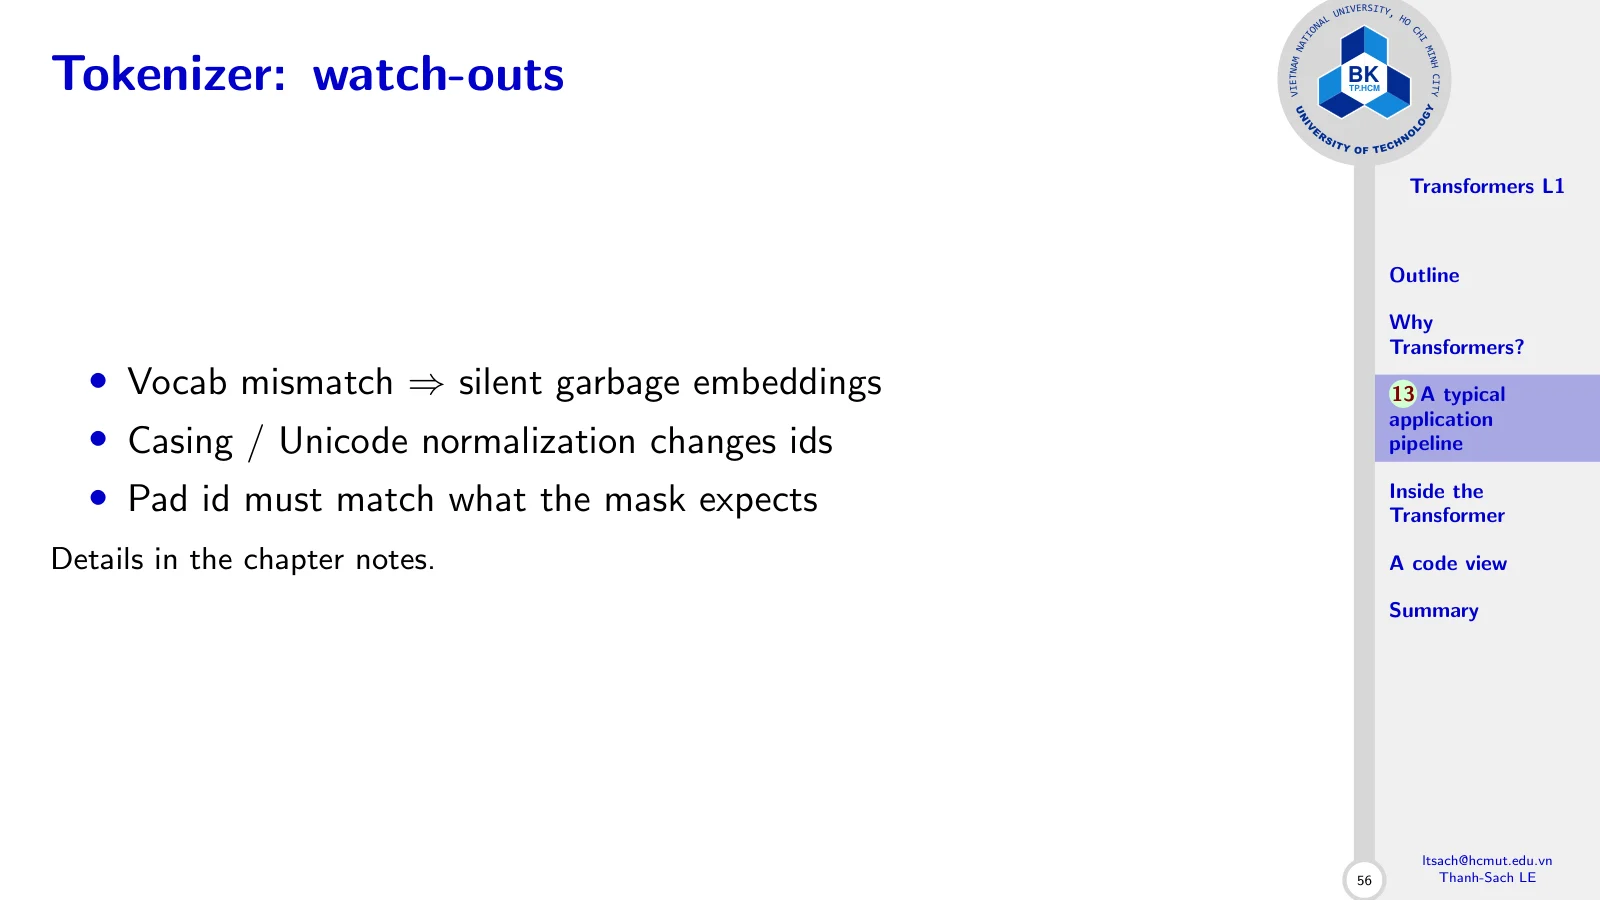 Tokenizer: watch-outs
• Vocab mismatch ⇒ silent garbage embeddings
• Casing / Unicode normalization changes ids
• Pad id must match what the mask expects
Details in the chapter notes.
VIETNAM NATIONAL UNIVERSITY, HO CHI MINH CITY
BK
TP.HCM
UNIVERSITY OF TECHNOLOGY
Transformers L1
Outline
Why
Transformers?
13 A typical
application
pipeline
Inside the
Transformer
A code view
Summary
ltsach@hcmut.edu.vn
Thanh-Sach LE
56